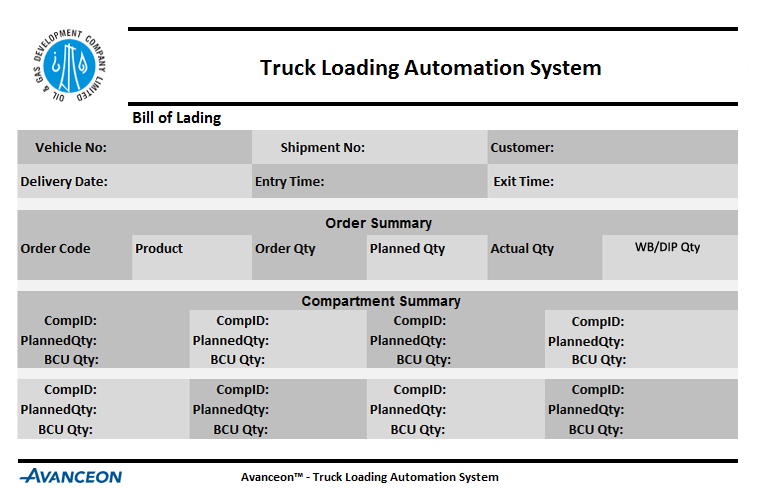 OIL & GAS DEVELOPMENT COMPANY LIMITED
Truck Loading Automation System
Bill of Lading
Vehicle No: Shipment No: Customer:
Delivery Date: Entry Time: Exit Time:
Order Summary
Order Code Product Order Qty Planned Qty Actual Qty WB/DIP Qty
Compartment Summary
CompID: CompID: CompID: CompID:
PlannedQty: PlannedQty: PlannedQty: PlannedQty:
BCU Qty: BCU Qty: BCU Qty: BCU Qty:
CompID: CompID: CompID: CompID:
PlannedQty: PlannedQty: PlannedQty: PlannedQty:
BCU Qty: BCU Qty: BCU Qty: BCU Qty:
AVANCEON Avanceon™ - Truck Loading Automation System